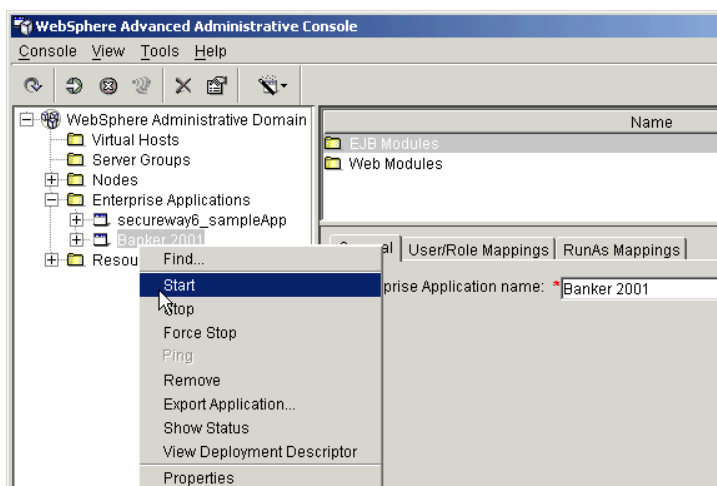 WebSphere Advanced Administrative Console
Console View Tools Help
WebSphere Administrative Domain
Virtual Hosts
Server Groups
Nodes
Enterprise Applications
secureway6_sampleApp
Banker 2001
Resou
Name
EJB Modules
Web Modules
al User/Role Mappings RunAs Mappings
prise Application name: *Banker 2001
Find...
Start
Stop
Force Stop
Ping
Remove
Export Application...
Show Status
View Deployment Descriptor
Properties